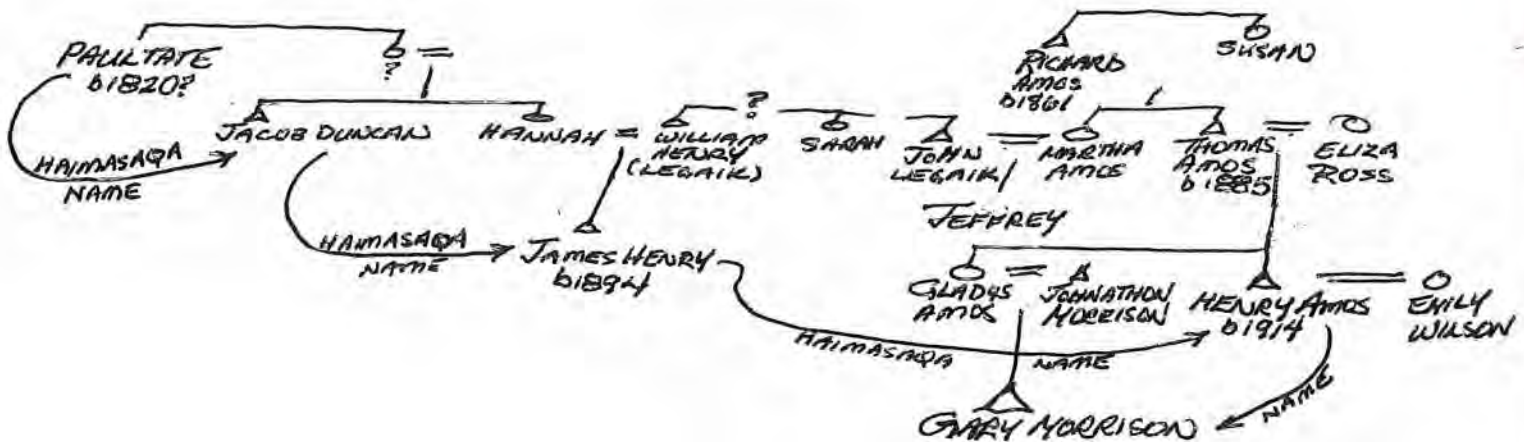 PAUL TATE
b1820?
?
RICHARD
AMOS
b1861
SUSAN
JACOB DUNCAN
HANNAH
?
WILLIAM
HENRY
(LEGAIK)
SARAH
JOHN
LEGAIK/
JEFFREY
MARTHA
AMOS
THOMAS
AMOS
b1885
ELIZA
ROSS
HAIMASAQA
NAME
HAIMASAQA
NAME
JAMES HENRY
b1894
GLADYS
AMOS
JOHNATHON
MORRISON
HENRY AMOS
b1914
EMILY
WILSON
HAIMASAQA NAME
NAME
GARY MORRISON